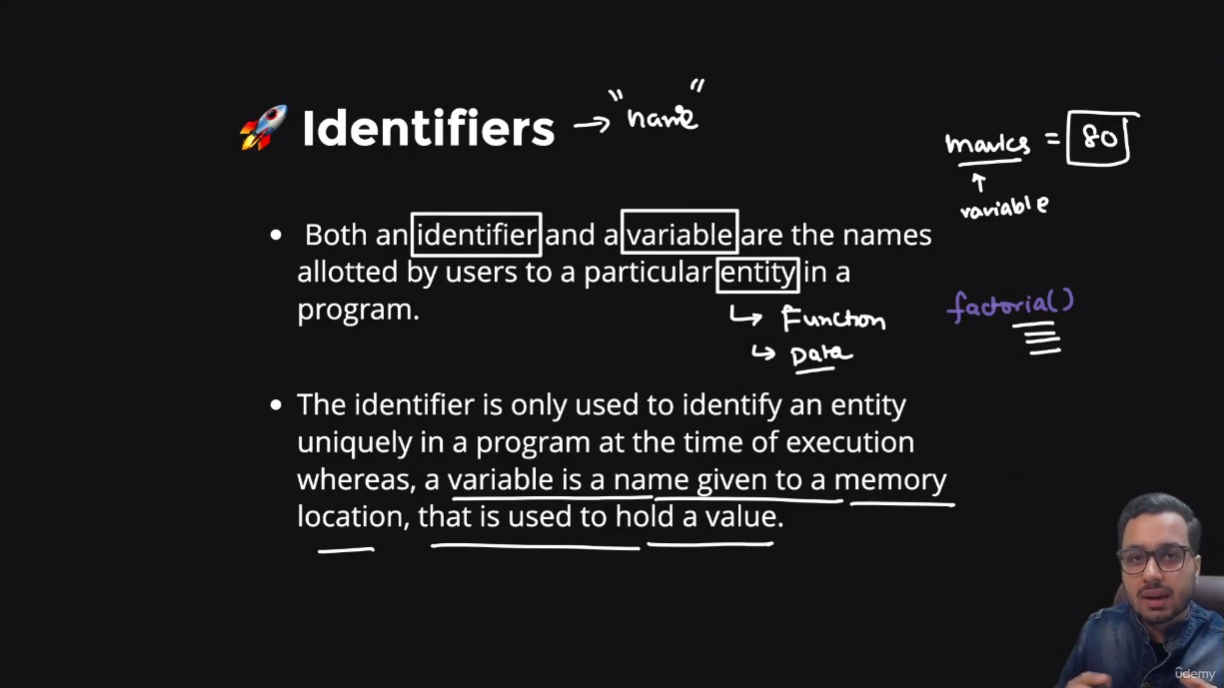 Identifiers → "name"
marks = 80
variable
Both an identifier and a variable are the names
allotted by users to a particular entity in a
program.
Function
Data
factorial()
The identifier is only used to identify an entity
uniquely in a program at the time of execution
whereas, a variable is a name given to a memory
location, that is used to hold a value.
udemy